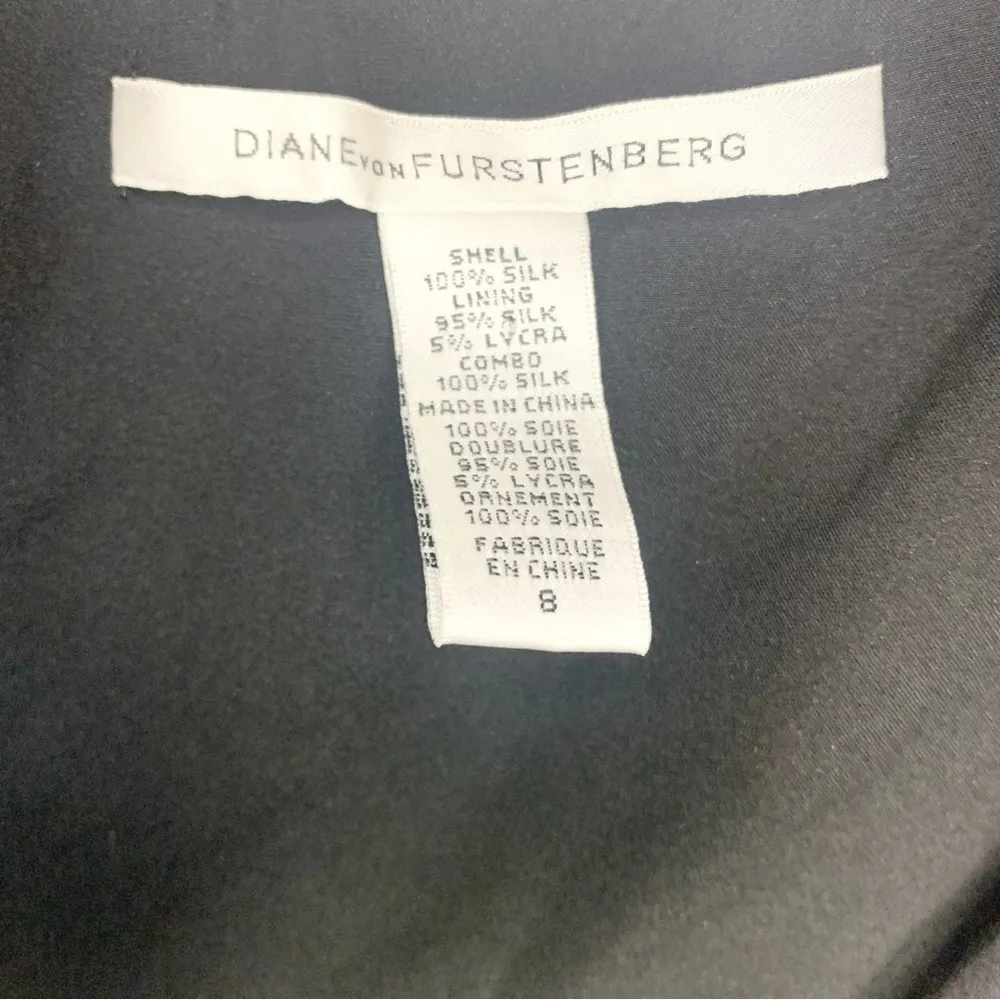 DIANE VON FURSTENBERG
SHELL
100% SILK
LINING
95% SILK
5% LYCRA
COMBO
100% SILK
MADE IN CHINA
100% SOIE
DOUBLURE
95% SOIE
5% LYCRA
ORNEMENT
100% SOIE
FABRIQUE
EN CHINE
8